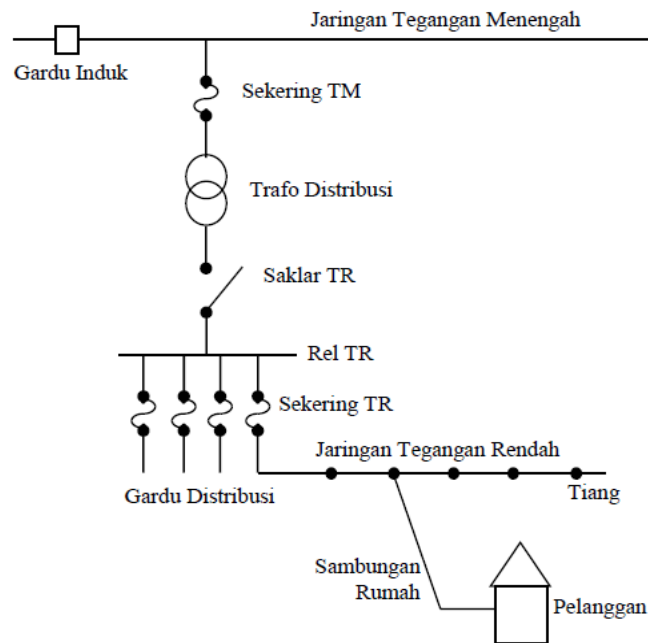 Jaringan Tegangan Menengah
Gardu Induk
Sekering TM
Trafo Distribusi
Saklar TR
Rel TR
Sekering TR
Jaringan Tegangan Rendah
Gardu Distribusi
Tiang
Sambungan
Rumah
Pelanggan